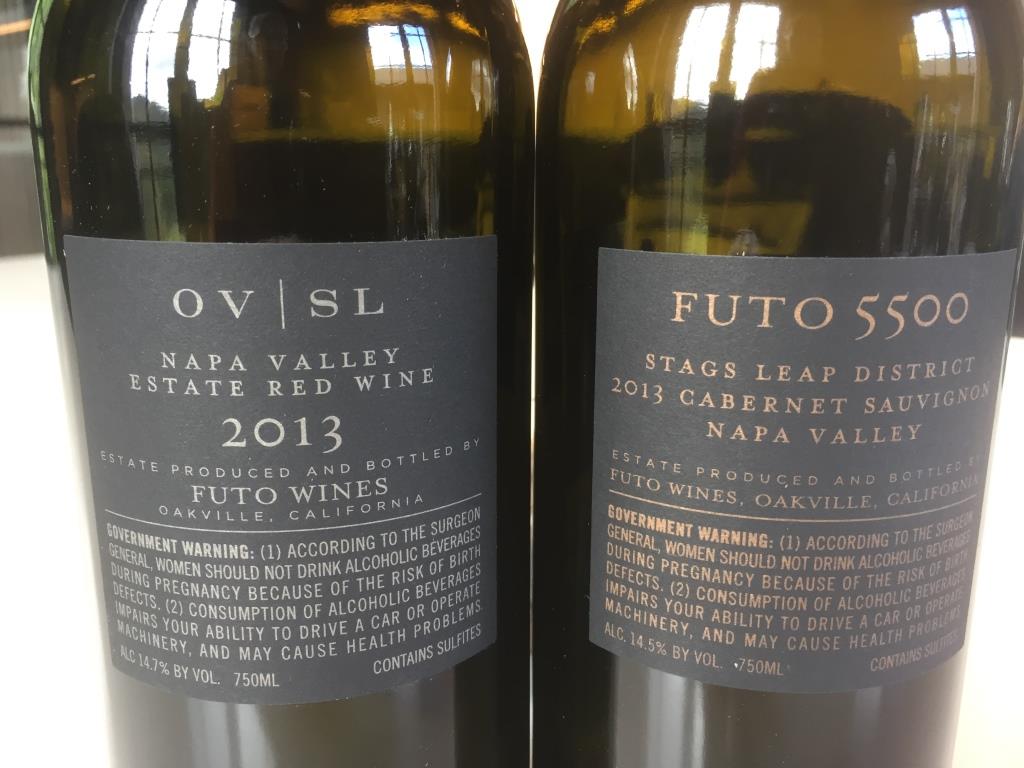 OV | SL
NAPA VALLEY
ESTATE RED WINE
2013
ESTATE PRODUCED AND BOTTLED BY
FUTO WINES
OAKVILLE, CALIFORNIA
GOVERNMENT WARNING: (1) ACCORDING TO THE SURGEON
GENERAL, WOMEN SHOULD NOT DRINK ALCOHOLIC BEVERAGES
DURING PREGNANCY BECAUSE OF THE RISK OF BIRTH
DEFECTS. (2) CONSUMPTION OF ALCOHOLIC BEVERAGES
IMPAIRS YOUR ABILITY TO DRIVE A CAR OR OPERATE
MACHINERY, AND MAY CAUSE HEALTH PROBLEMS.
ALC 14.7% BY VOL. 750ML CONTAINS SULFITES
FUTO 5500
STAGS LEAP DISTRICT
2013 CABERNET SAUVIGNON
NAPA VALLEY
ESTATE PRODUCED AND BOTTLED BY
FUTO WINES, OAKVILLE, CALIFORNIA
GOVERNMENT WARNING: (1) ACCORDING TO THE SURGEON
GENERAL, WOMEN SHOULD NOT DRINK ALCOHOLIC BEVERAGES
DURING PREGNANCY BECAUSE OF THE RISK OF BIRTH
DEFECTS. (2) CONSUMPTION OF ALCOHOLIC BEVERAGES
IMPAIRS YOUR ABILITY TO DRIVE A CAR OR OPERATE
MACHINERY, AND MAY CAUSE HEALTH PROBLEMS.
ALC. 14.5% BY VOL. 750ML CONTAINS SULFITES